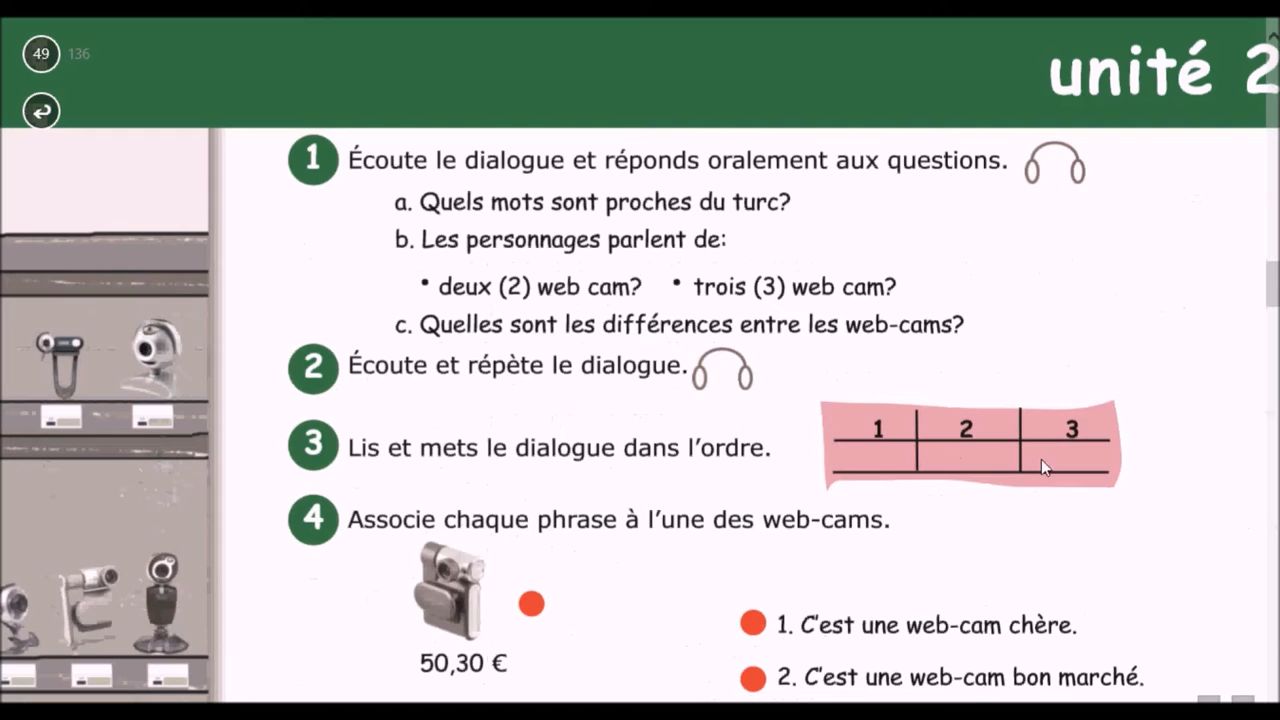 49 136
unité 2
1 Écoute le dialogue et réponds oralement aux questions.
a. Quels mots sont proches du turc?
b. Les personnages parlent de:
• deux (2) web cam? • trois (3) web cam?
c. Quelles sont les différences entre les web-cams?
2 Écoute et répète le dialogue.
3 Lis et mets le dialogue dans l'ordre.
1 2 3
4 Associe chaque phrase à l'une des web-cams.
1. C'est une web-cam chère.
50,30 €
2. C'est une web-cam bon marché.